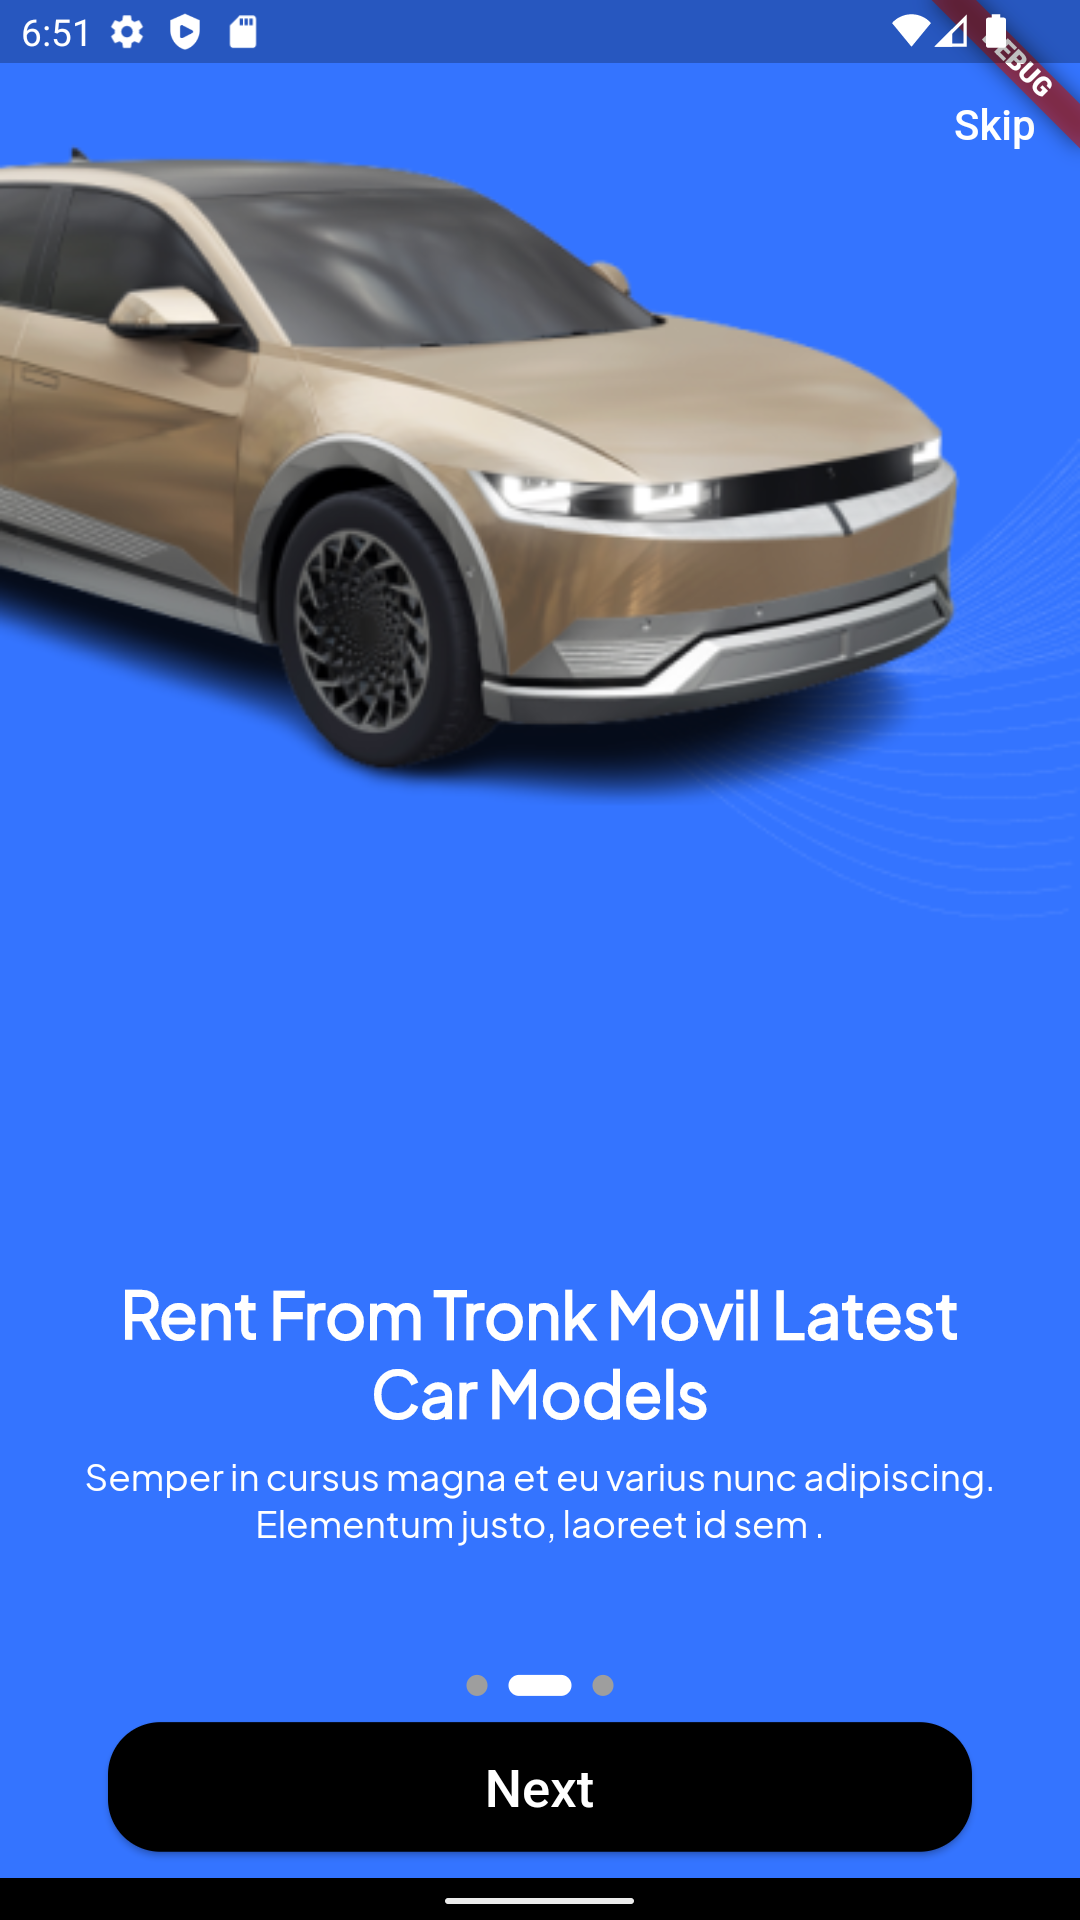 6:51
DEBUG
Skip
Rent From Tronk Movil Latest
Car Models
Semper in cursus magna et eu varius nunc adipiscing.
Elementum justo, laoreet id sem .
Next